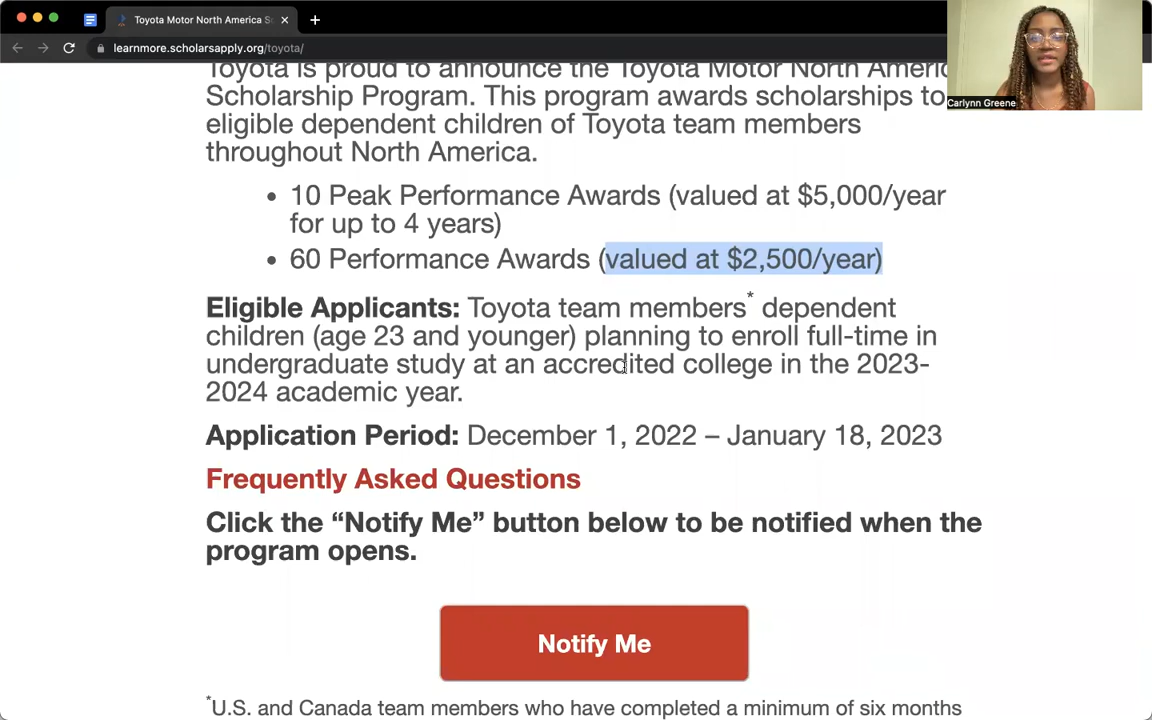 Toyota Motor North America Sc
learnmore.scholarsapply.org/toyota/
Carlynn Greene
Toyota is proud to announce the Toyota Motor North Americ
Scholarship Program. This program awards scholarships to
eligible dependent children of Toyota team members
throughout North America.
• 10 Peak Performance Awards (valued at $5,000/year
for up to 4 years)
• 60 Performance Awards (valued at $2,500/year)
Eligible Applicants: Toyota team members* dependent
children (age 23 and younger) planning to enroll full-time in
undergraduate study at an accredited college in the 2023-
2024 academic year.
Application Period: December 1, 2022 – January 18, 2023
Frequently Asked Questions
Click the “Notify Me” button below to be notified when the
program opens.
Notify Me
*U.S. and Canada team members who have completed a minimum of six months